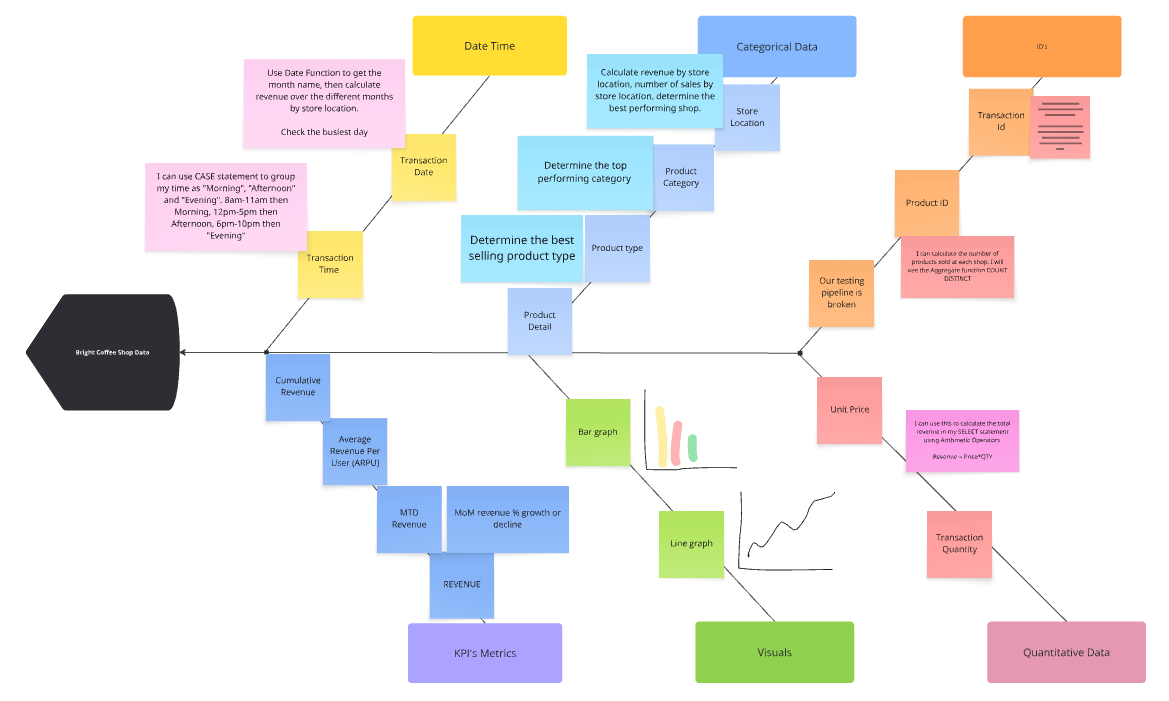 Date Time
Categorical Data
ID's
Use Date Function to get the
month name, then calculate
revenue over the different months
by store location.
Check the busiest day
Transaction
Date
I can use CASE statement to group
my time as "Morning", "Afternoon"
and "Evening". 8am-11am then
Morning, 12pm-5pm then
Afternoon, 6pm-10pm then
"Evening"
Transaction
Time
Calculate revenue by store
location, number of sales by
store location, determine the
best performing shop.
Store
Location
Determine the top
performing category
Product
Category
Determine the best
selling product type
Product type
Product
Detail
Transaction
Id
Product ID
I can calculate the number of
products sold at each shop. I will
use the Aggregate function COUNT
DISTINCT
Our testing
pipeline is
broken
Bright Coffee Shop Data
Cumulative
Revenue
Average
Revenue Per
User (ARPU)
MTD
Revenue
MoM revenue % growth or
decline
REVENUE
KPI's Metrics
Bar graph
Line graph
Visuals
Unit Price
I can use this to calculate the total
revenue in my SELECT statement
using Arithmetic Operators
Revenue = Price*QTY
Transaction
Quantity
Quantitative Data